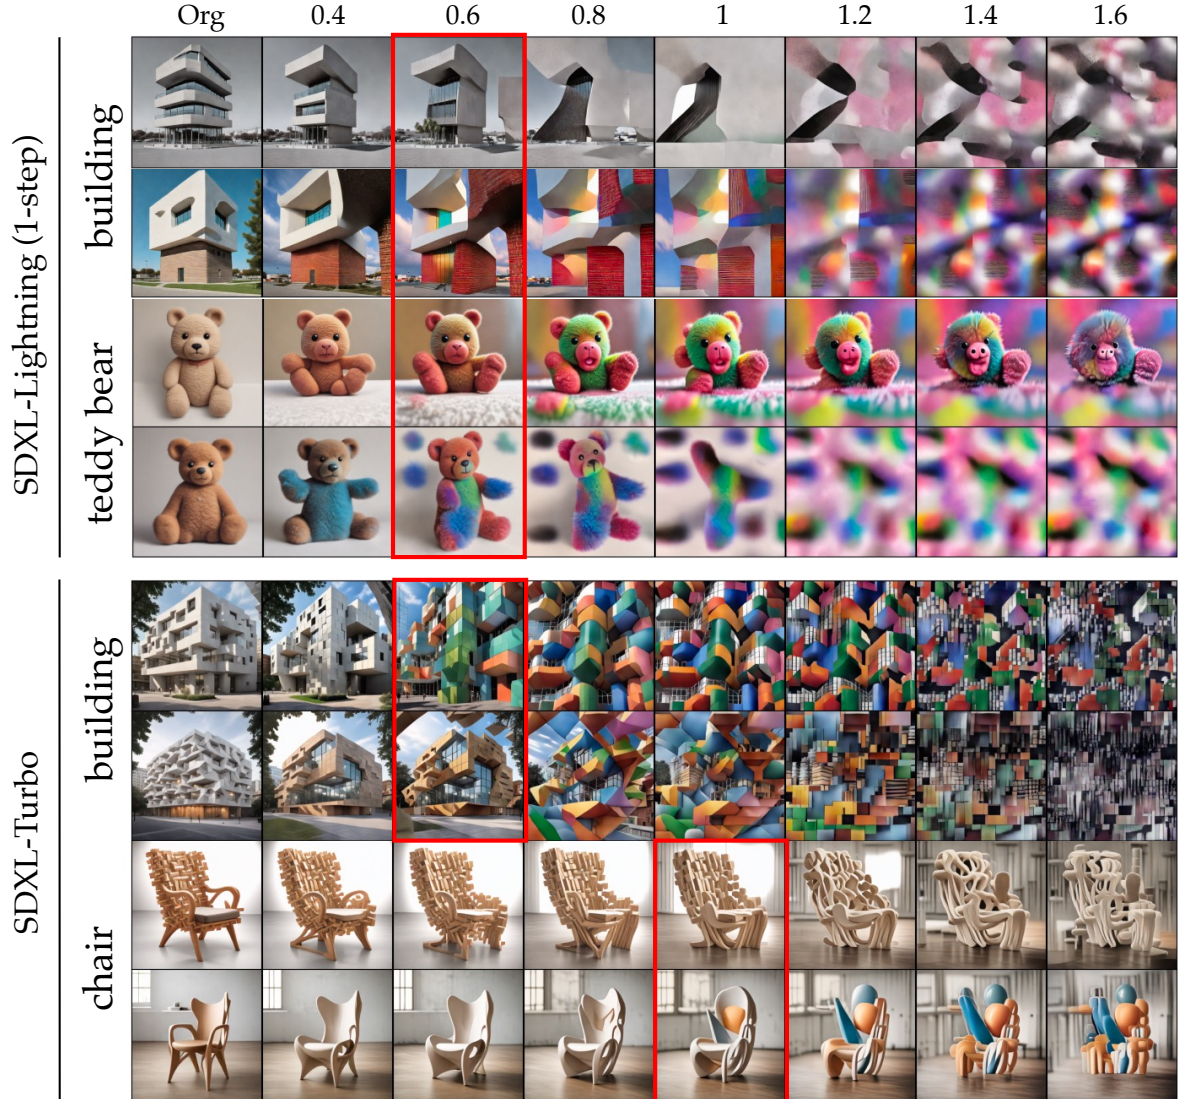 Org 0.4 0.6 0.8 1 1.2 1.4 1.6
SDXL-Lightning (1-step)
building
teddy bear
SDXL-Turbo
building
chair